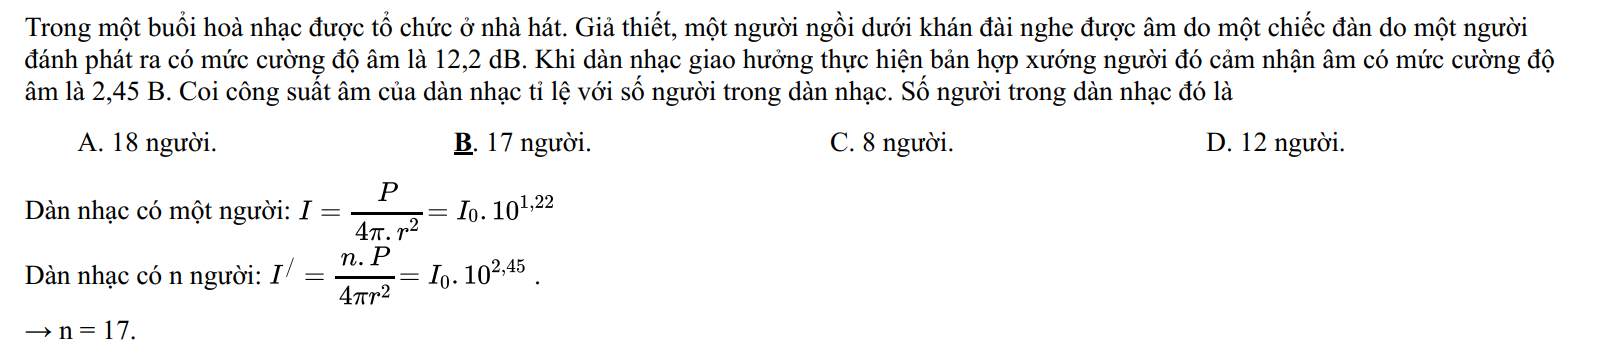 Trong một buổi hoà nhạc được tổ chức ở nhà hát. Giả thiết, một người ngồi dưới khán đài nghe được âm do một chiếc đàn do một người
đánh phát ra có mức cường độ âm là 12,2 dB. Khi dàn nhạc giao hưởng thực hiện bản hợp xướng người đó cảm nhận âm có mức cường độ
âm là 2,45 B. Coi công suất âm của dàn nhạc tỉ lệ với số người trong dàn nhạc. Số người trong dàn nhạc đó là
A. 18 người. B. 17 người. C. 8 người. D. 12 người.
Dàn nhạc có một người: $I = \frac{P}{4\pi . r^2} = I_0 . 10^{1,22}$
Dàn nhạc có n người: $I^{/} = \frac{n. P}{4\pi r^2} = I_0 . 10^{2,45}$ .
→ n = 17.